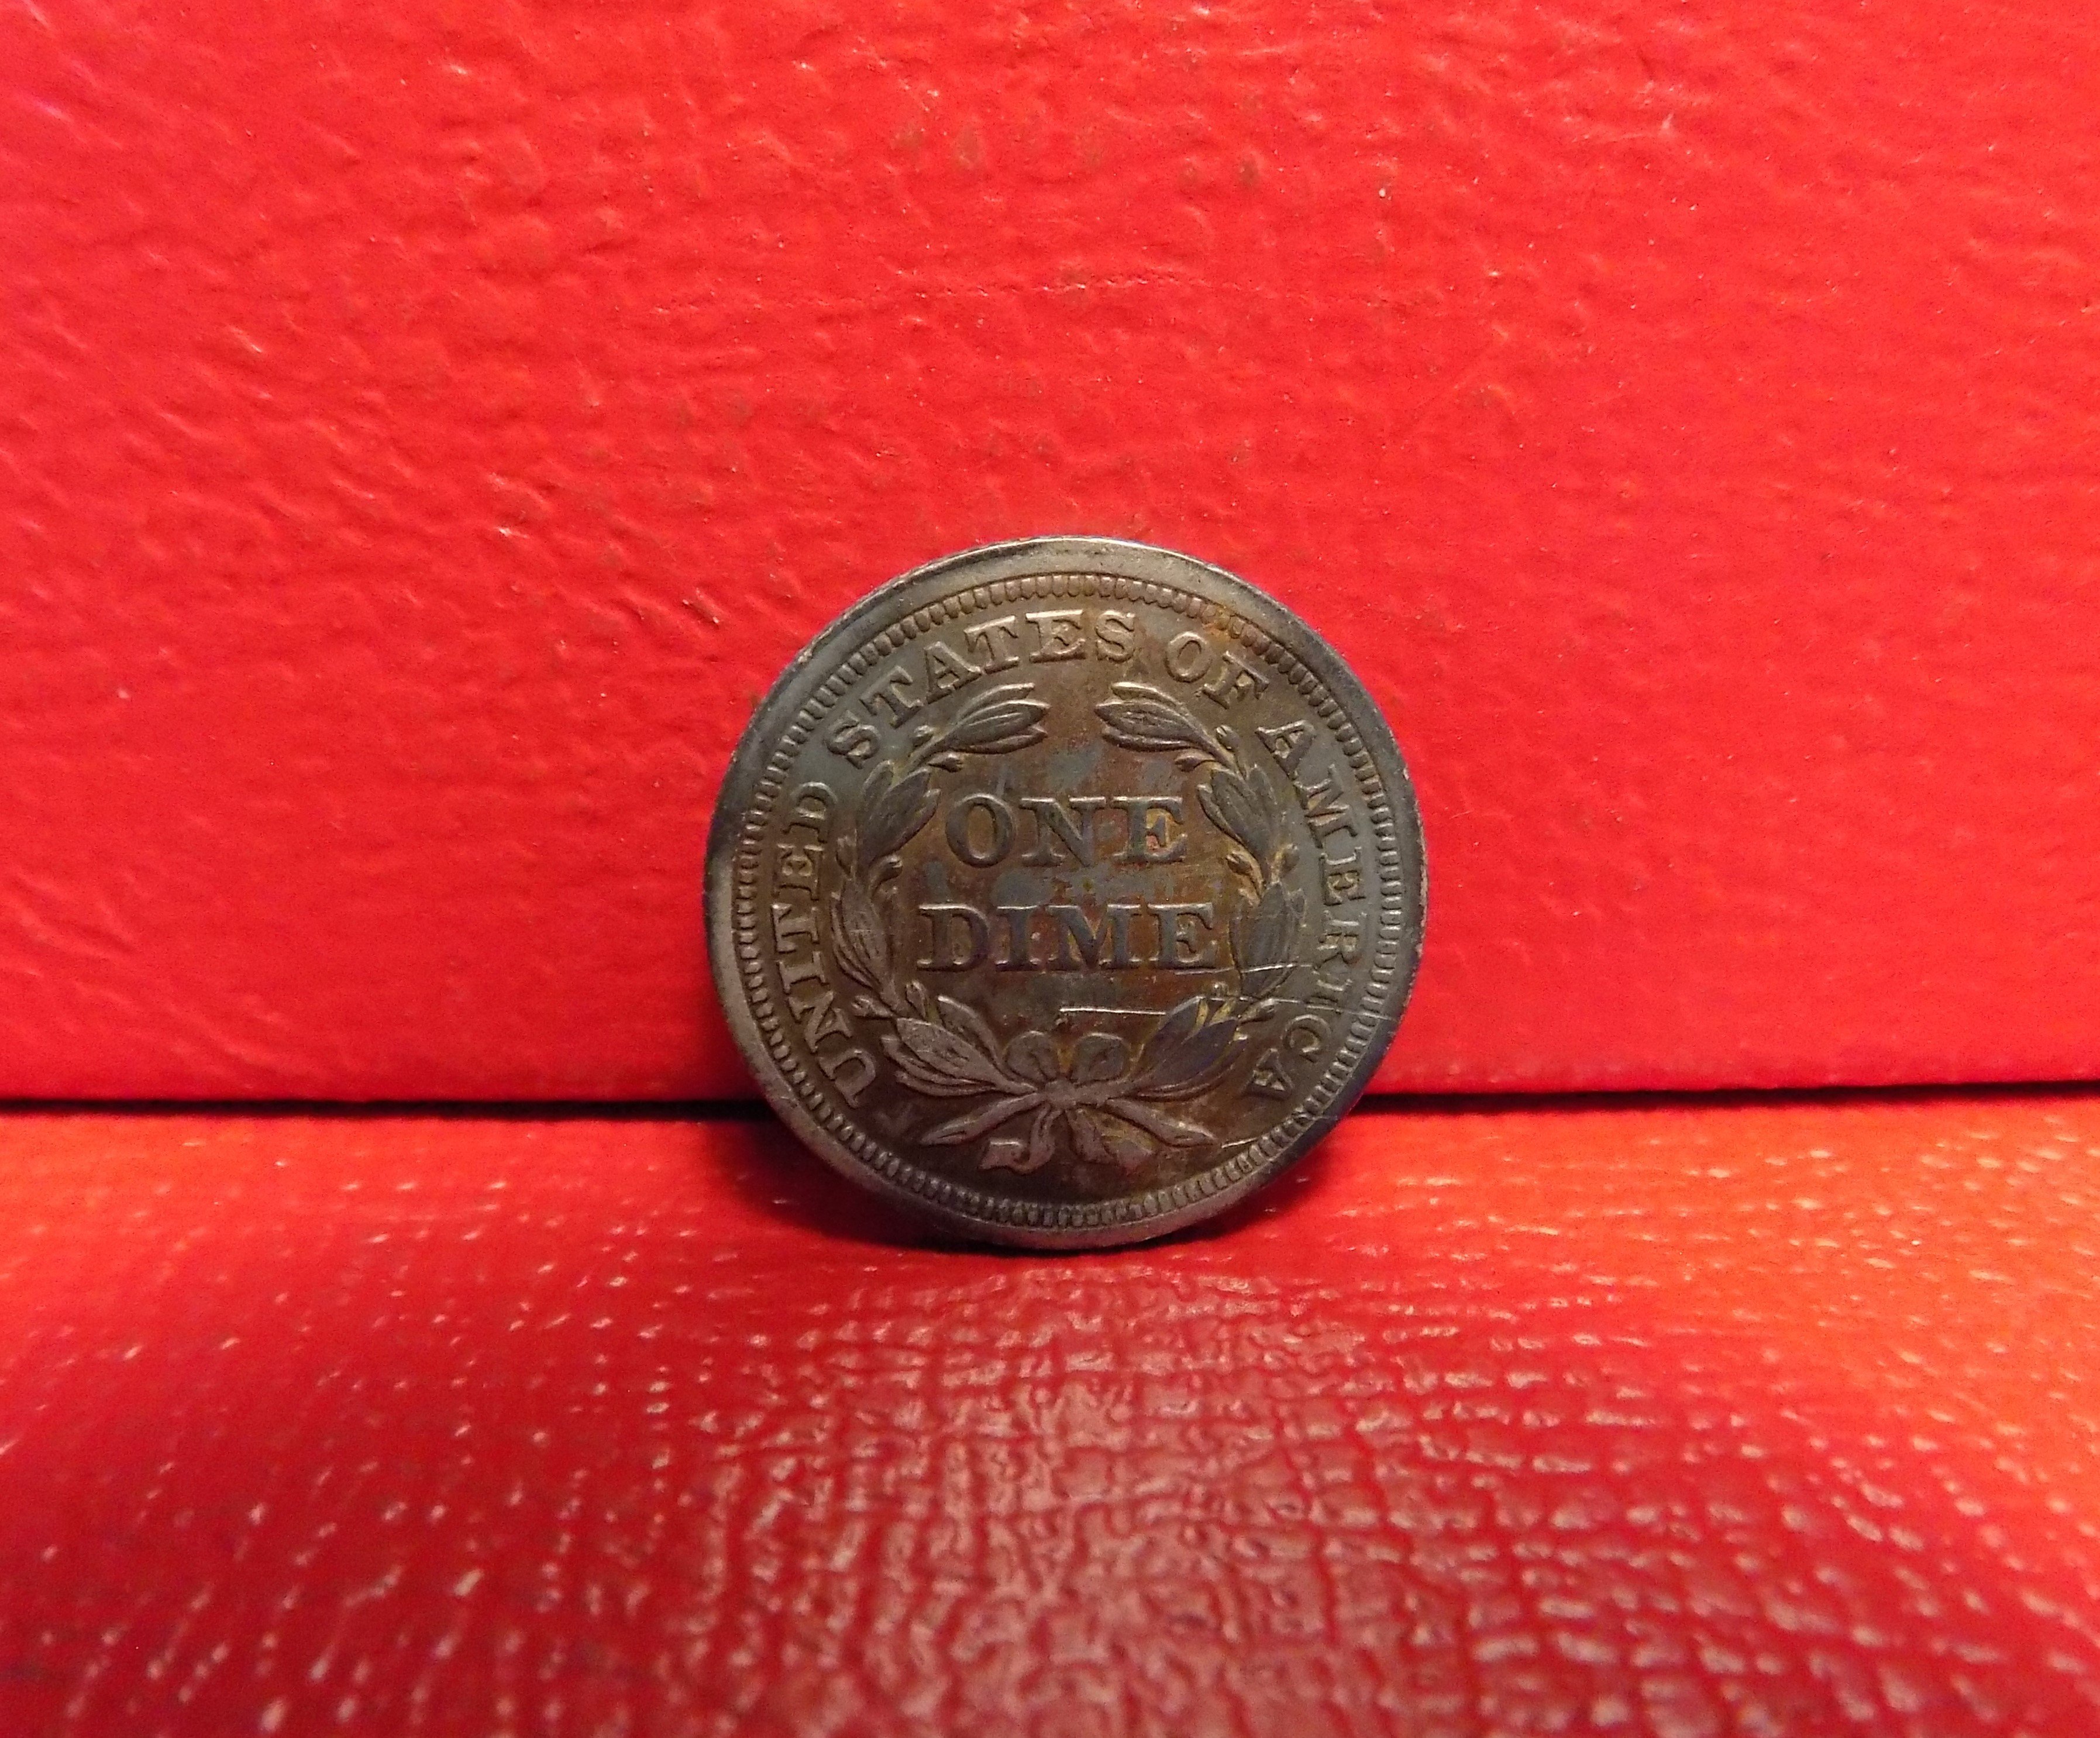 UNITED STATES OF AMERICA
ONE
DIME